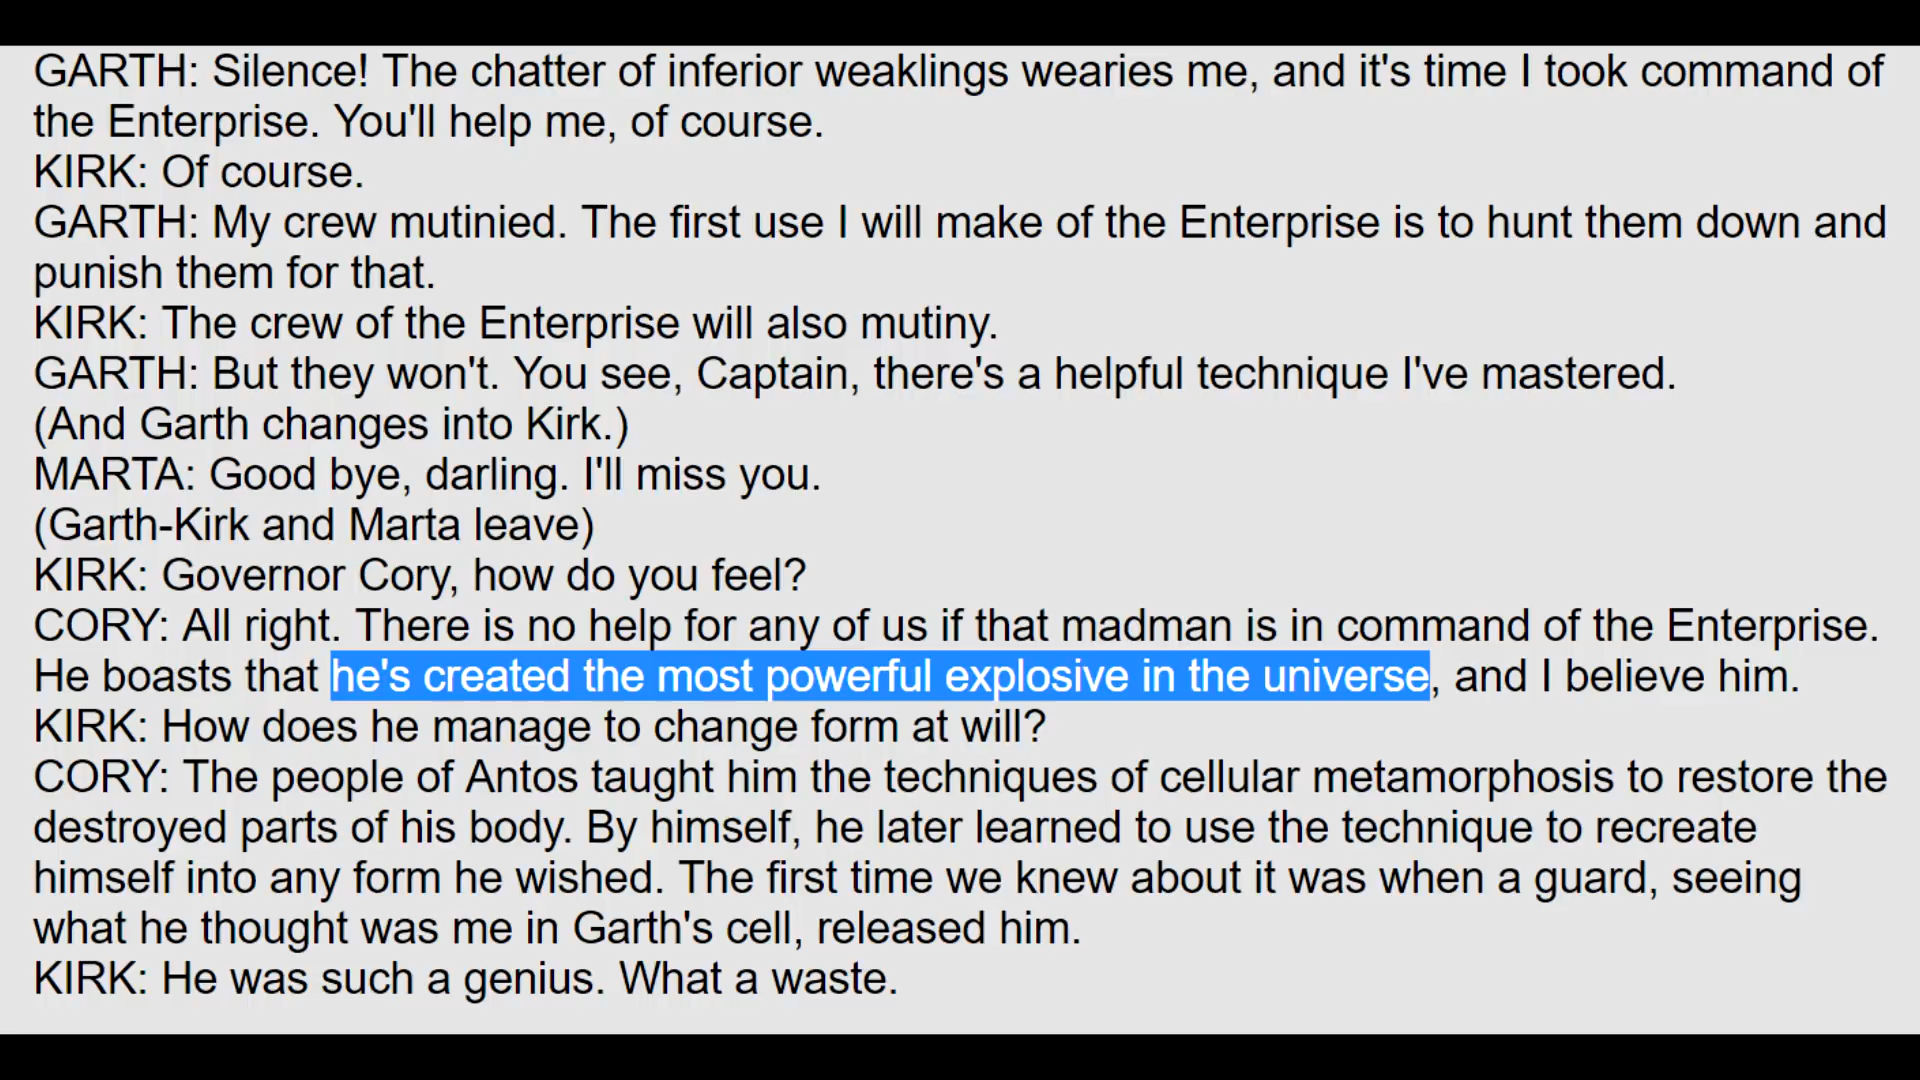 GARTH: Silence! The chatter of inferior weaklings wearies me, and it's time I took command of
the Enterprise. You'll help me, of course.
KIRK: Of course.
GARTH: My crew mutinied. The first use I will make of the Enterprise is to hunt them down and
punish them for that.
KIRK: The crew of the Enterprise will also mutiny.
GARTH: But they won't. You see, Captain, there's a helpful technique I've mastered.
(And Garth changes into Kirk.)
MARTA: Good bye, darling. I'll miss you.
(Garth-Kirk and Marta leave)
KIRK: Governor Cory, how do you feel?
CORY: All right. There is no help for any of us if that madman is in command of the Enterprise.
He boasts that he's created the most powerful explosive in the universe, and I believe him.
KIRK: How does he manage to change form at will?
CORY: The people of Antos taught him the techniques of cellular metamorphosis to restore the
destroyed parts of his body. By himself, he later learned to use the technique to recreate
himself into any form he wished. The first time we knew about it was when a guard, seeing
what he thought was me in Garth's cell, released him.
KIRK: He was such a genius. What a waste.